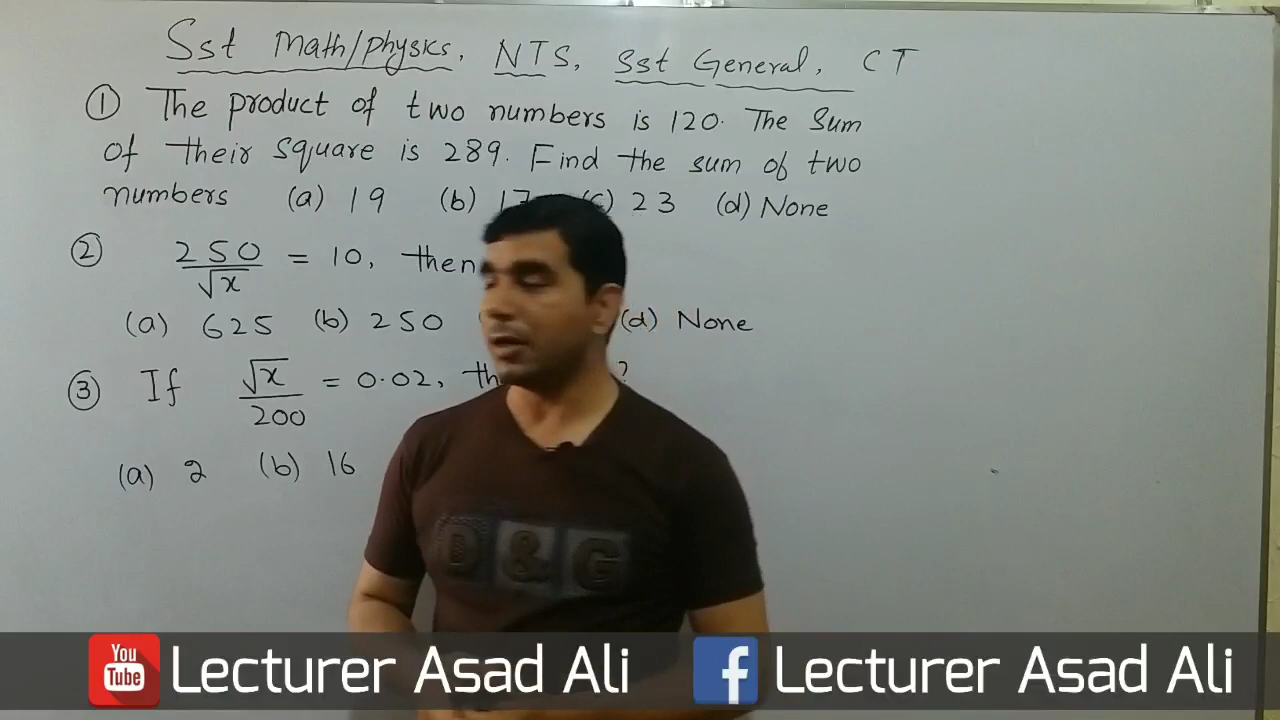 Sst Math/Physics, NTS, Sst General, CT
① The product of two numbers is 120. The Sum
of their square is 289. Find the sum of two
numbers (a) 19 (b) 17 (c) 23 (d) None
② 250/√x = 10, then
(a) 625 (b) 250 (d) None
③ If √x/200 = 0.02, ?
(a) 2 (b) 16
D&G
You Tube Lecturer Asad Ali f Lecturer Asad Ali